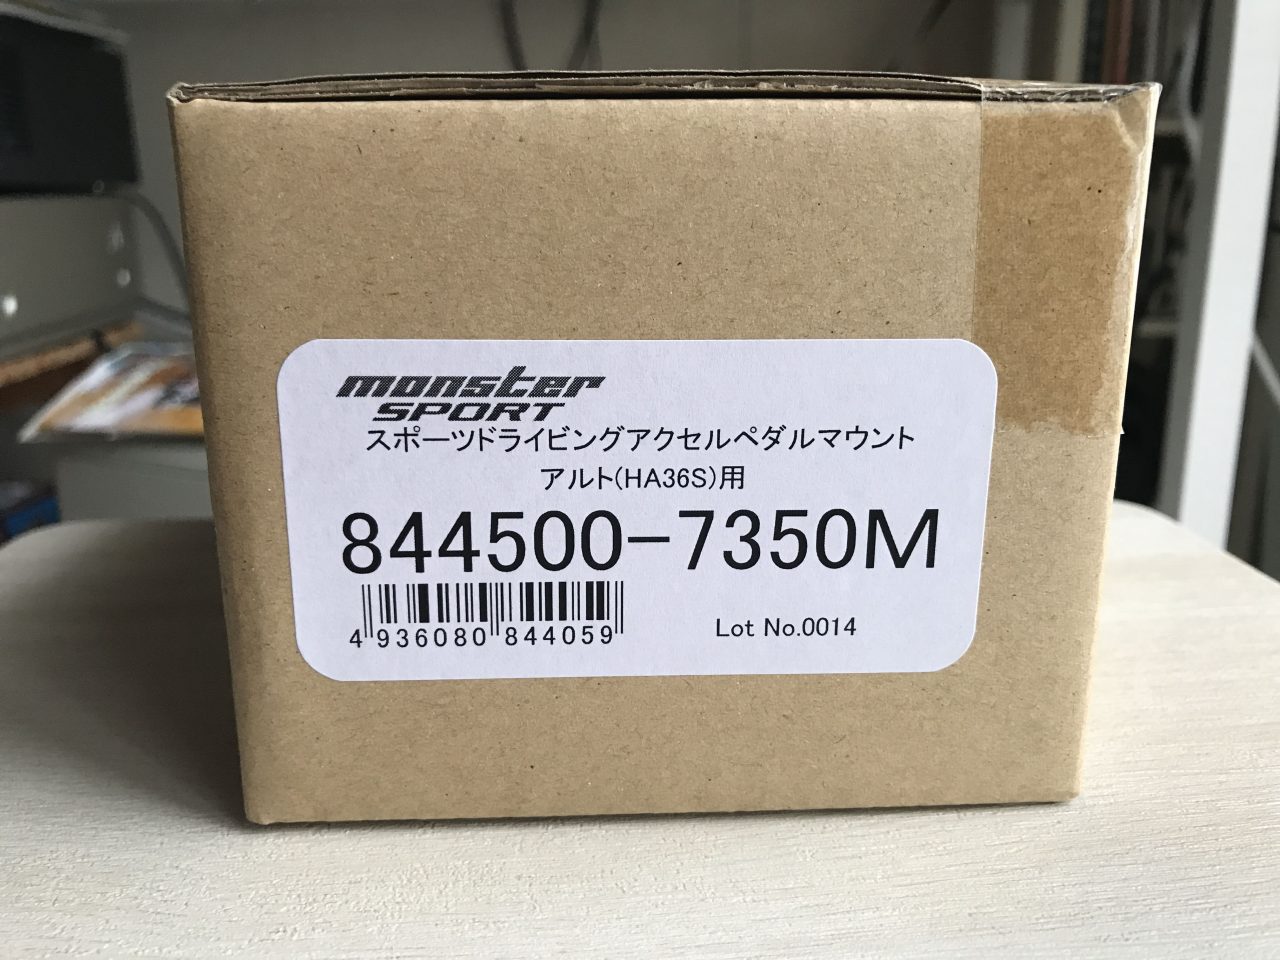 monster
SPORT
スポーツドライビングアクセルペダルマウント
アルト(HA36S)用
844500-7350M
4 936080 844059
Lot No.0014